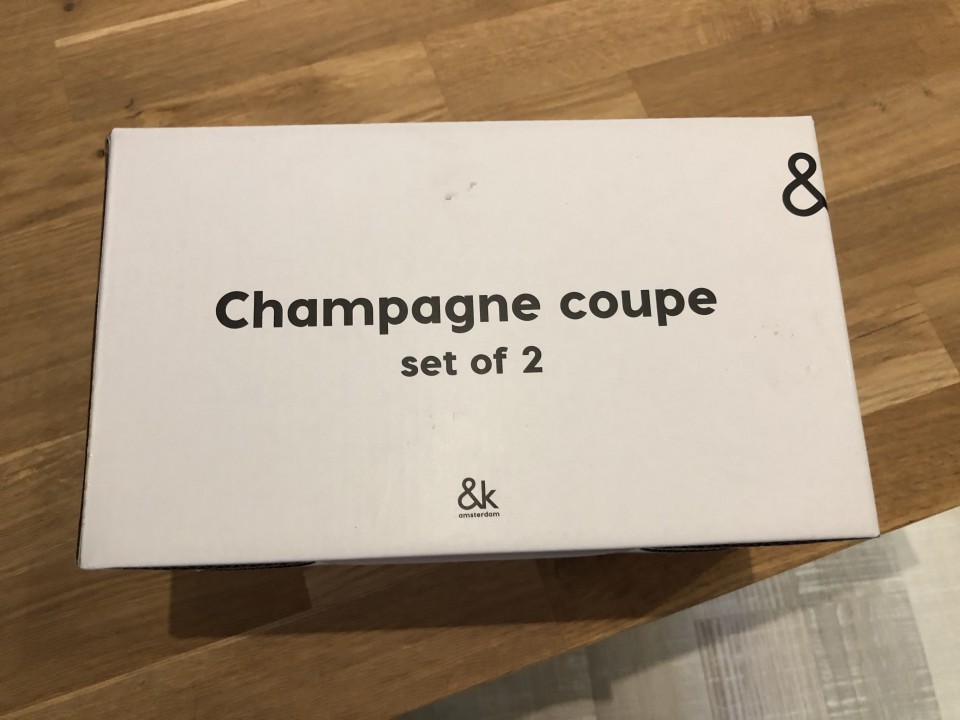 &
Champagne coupe
set of 2
&k
amsterdam